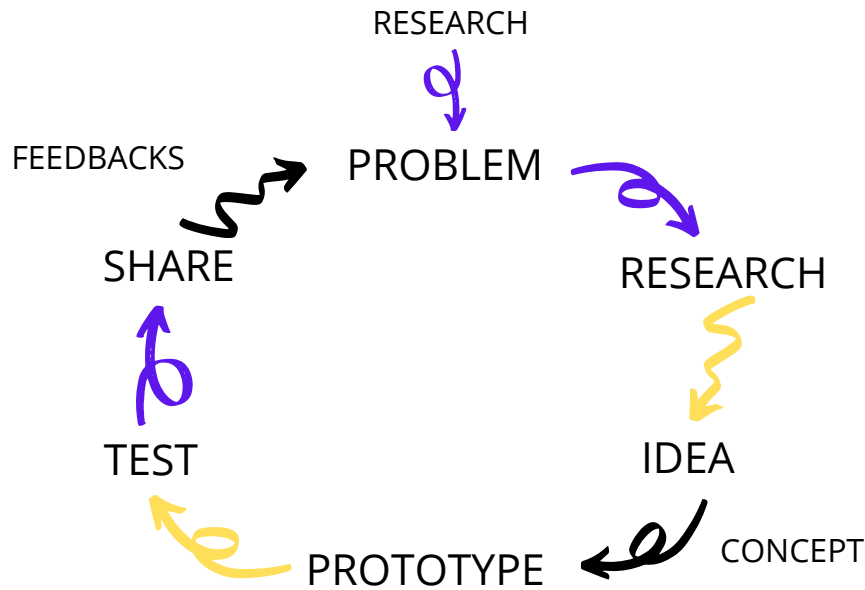 RESEARCH
FEEDBACKS
PROBLEM
SHARE
RESEARCH
TEST
IDEA
CONCEPT
PROTOTYPE